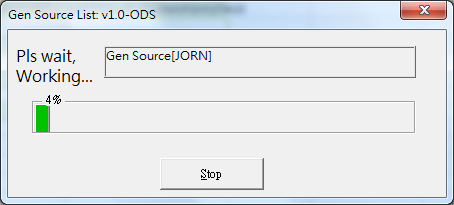 Gen Source List: v1.0-ODS
Pls wait,
Working...
Gen Source[JORN]
4%
Stop